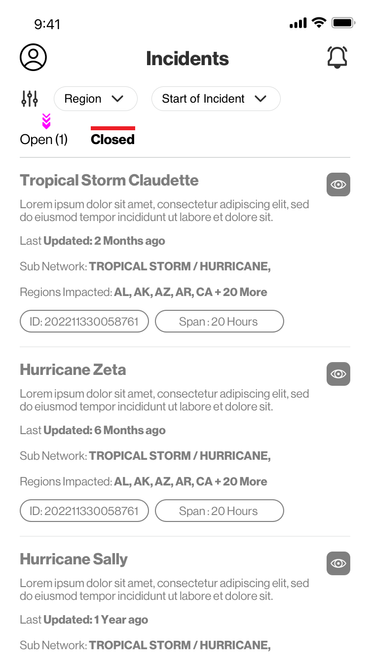 9:41
Incidents
Region
Start of Incident
Open (1)
Closed
Tropical Storm Claudette
Lorem ipsum dolor sit amet, consectetur adipiscing elit, sed
do eiusmod tempor incididunt ut labore et dolore sit.
Last Updated: 2 Months ago
Sub Network: TROPICAL STORM / HURRICANE,
Regions Impacted: AL, AK, AZ, AR, CA + 20 More
ID: 202211330058761
Span : 20 Hours
Hurricane Zeta
Lorem ipsum dolor sit amet, consectetur adipiscing elit, sed
do eiusmod tempor incididunt ut labore et dolore sit.
Last Updated: 6 Months ago
Sub Network: TROPICAL STORM / HURRICANE,
Regions Impacted: AL, AK, AZ, AR, CA + 20 More
ID: 202211330058761
Span : 20 Hours
Hurricane Sally
Lorem ipsum dolor sit amet, consectetur adipiscing elit, sed
do eiusmod tempor incididunt ut labore et dolore sit.
Last Updated: 1 Year ago
Sub Network: TROPICAL STORM / HURRICANE,